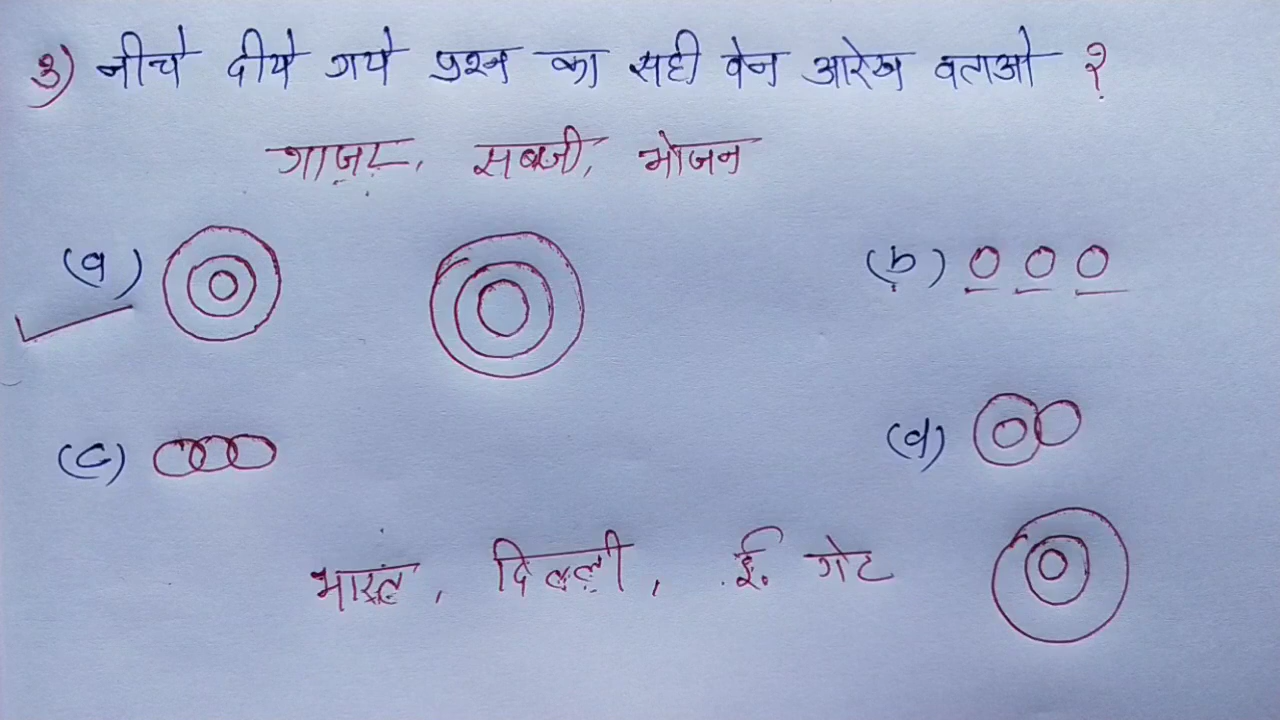 3) नीचे दीये गये प्रश्न का सही वेन आरेख बताओ ?
गाजर, सब्जी, भोजन
(a) (b)
(c) (d)
भारत, दिल्ली, ई. गेट